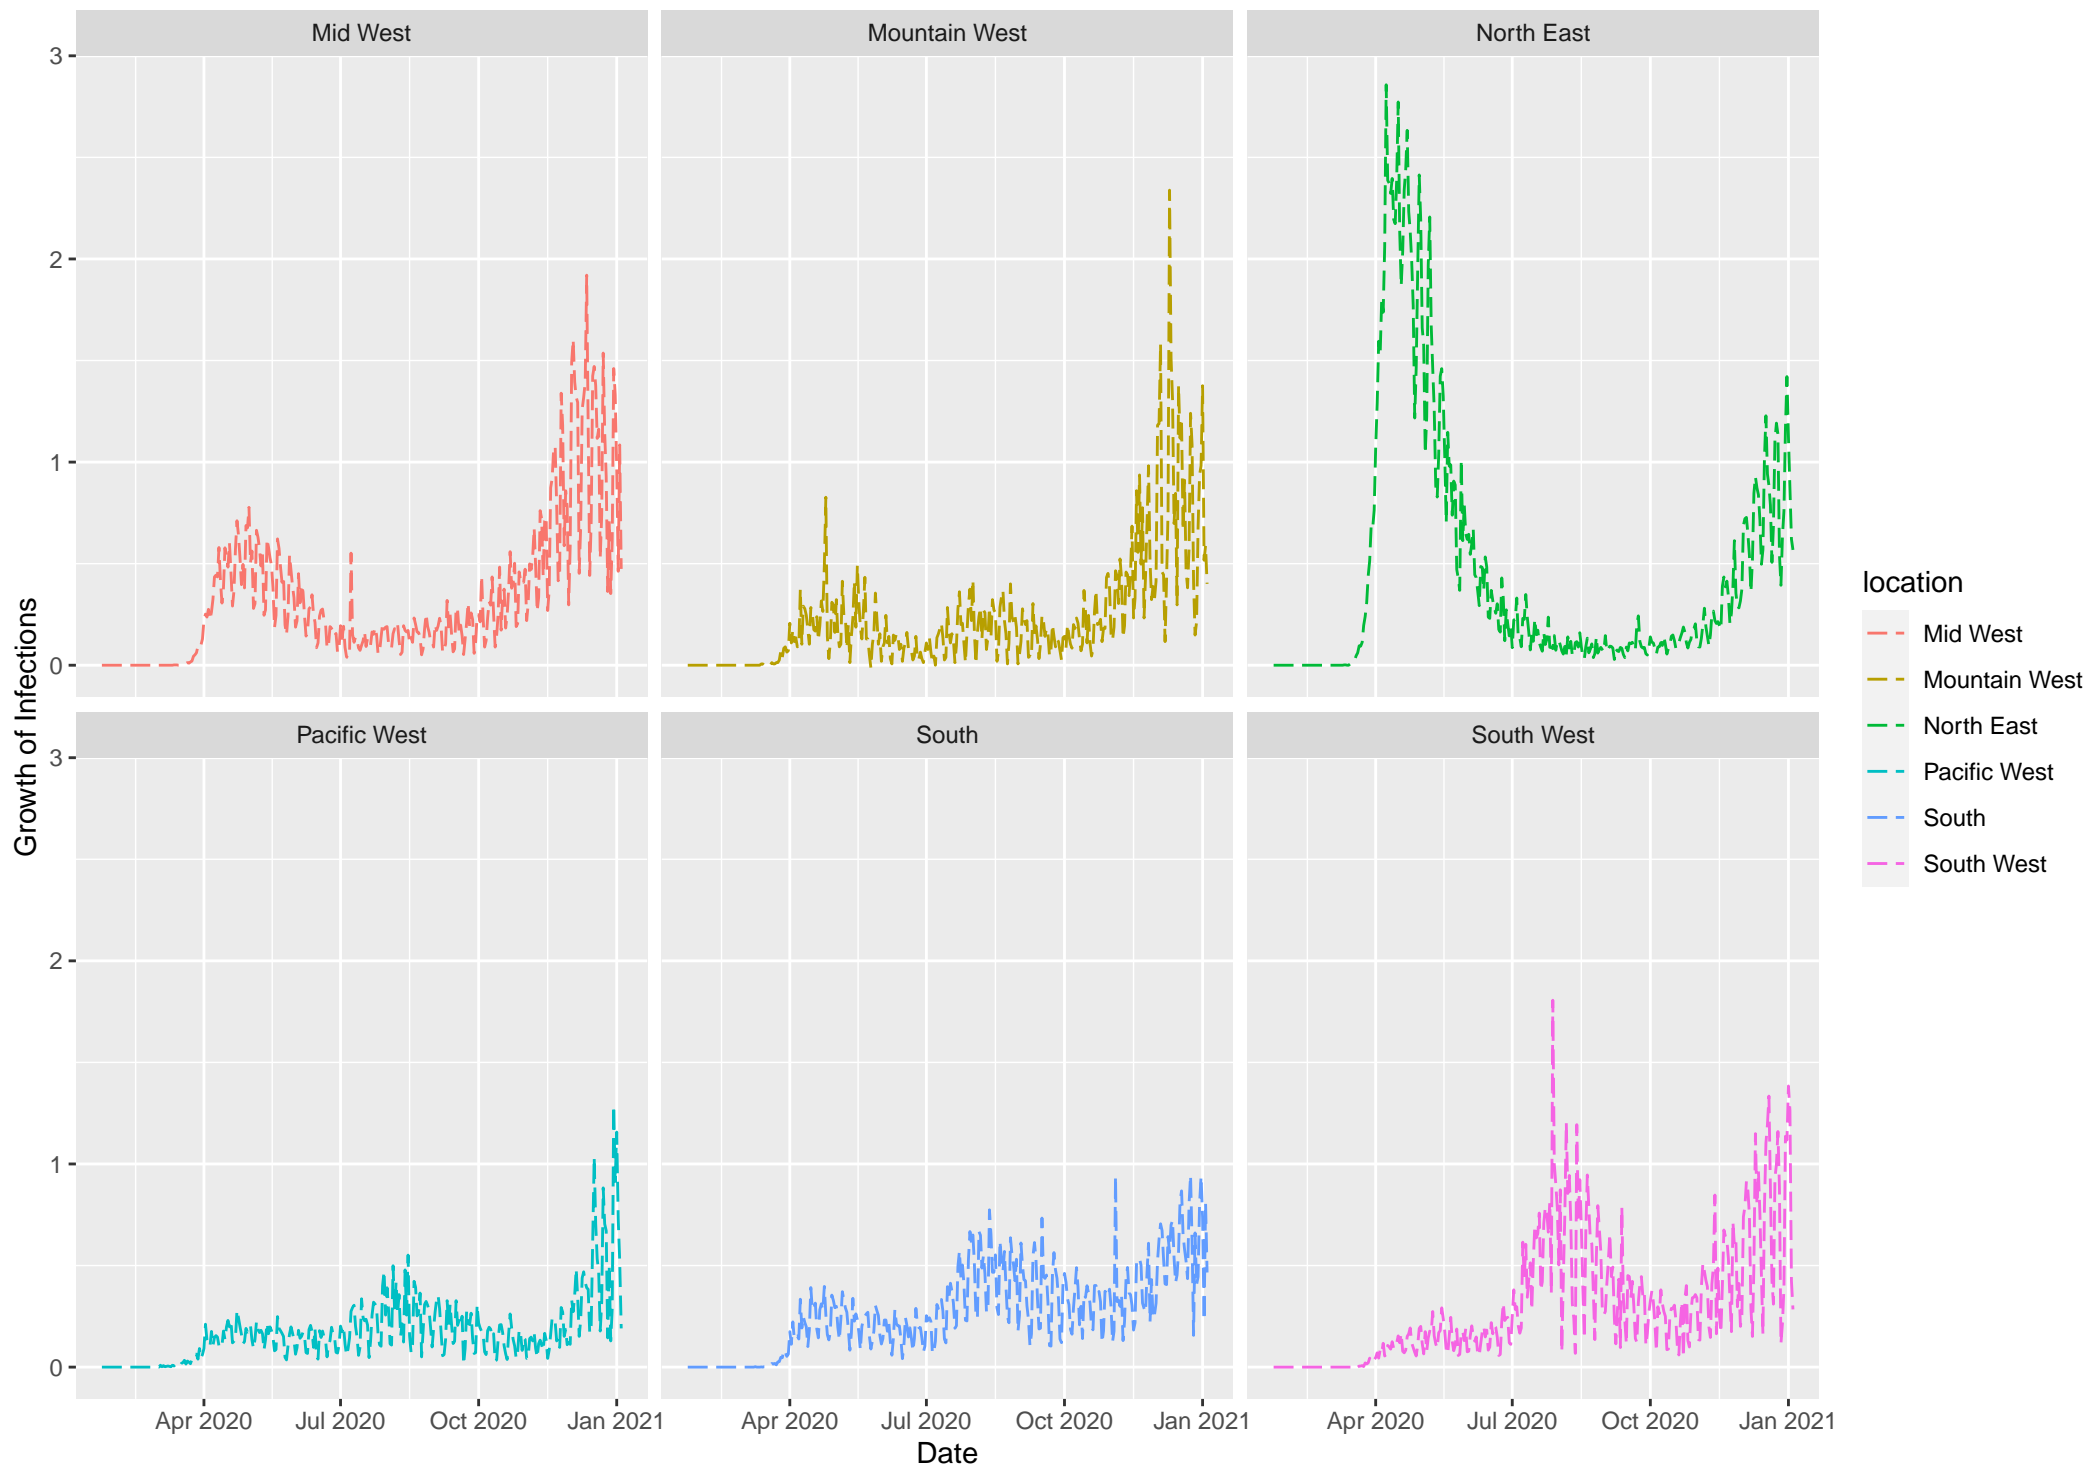 Mid West
Mountain West
North East
3
2
1
0
Pacific West
South
South West
3
2
1
0
Apr 2020
Jul 2020
Oct 2020
Jan 2021
Apr 2020
Jul 2020
Oct 2020
Jan 2021
Apr 2020
Jul 2020
Oct 2020
Jan 2021
Date
Growth of Infections
location
Mid West
Mountain West
North East
Pacific West
South
South West